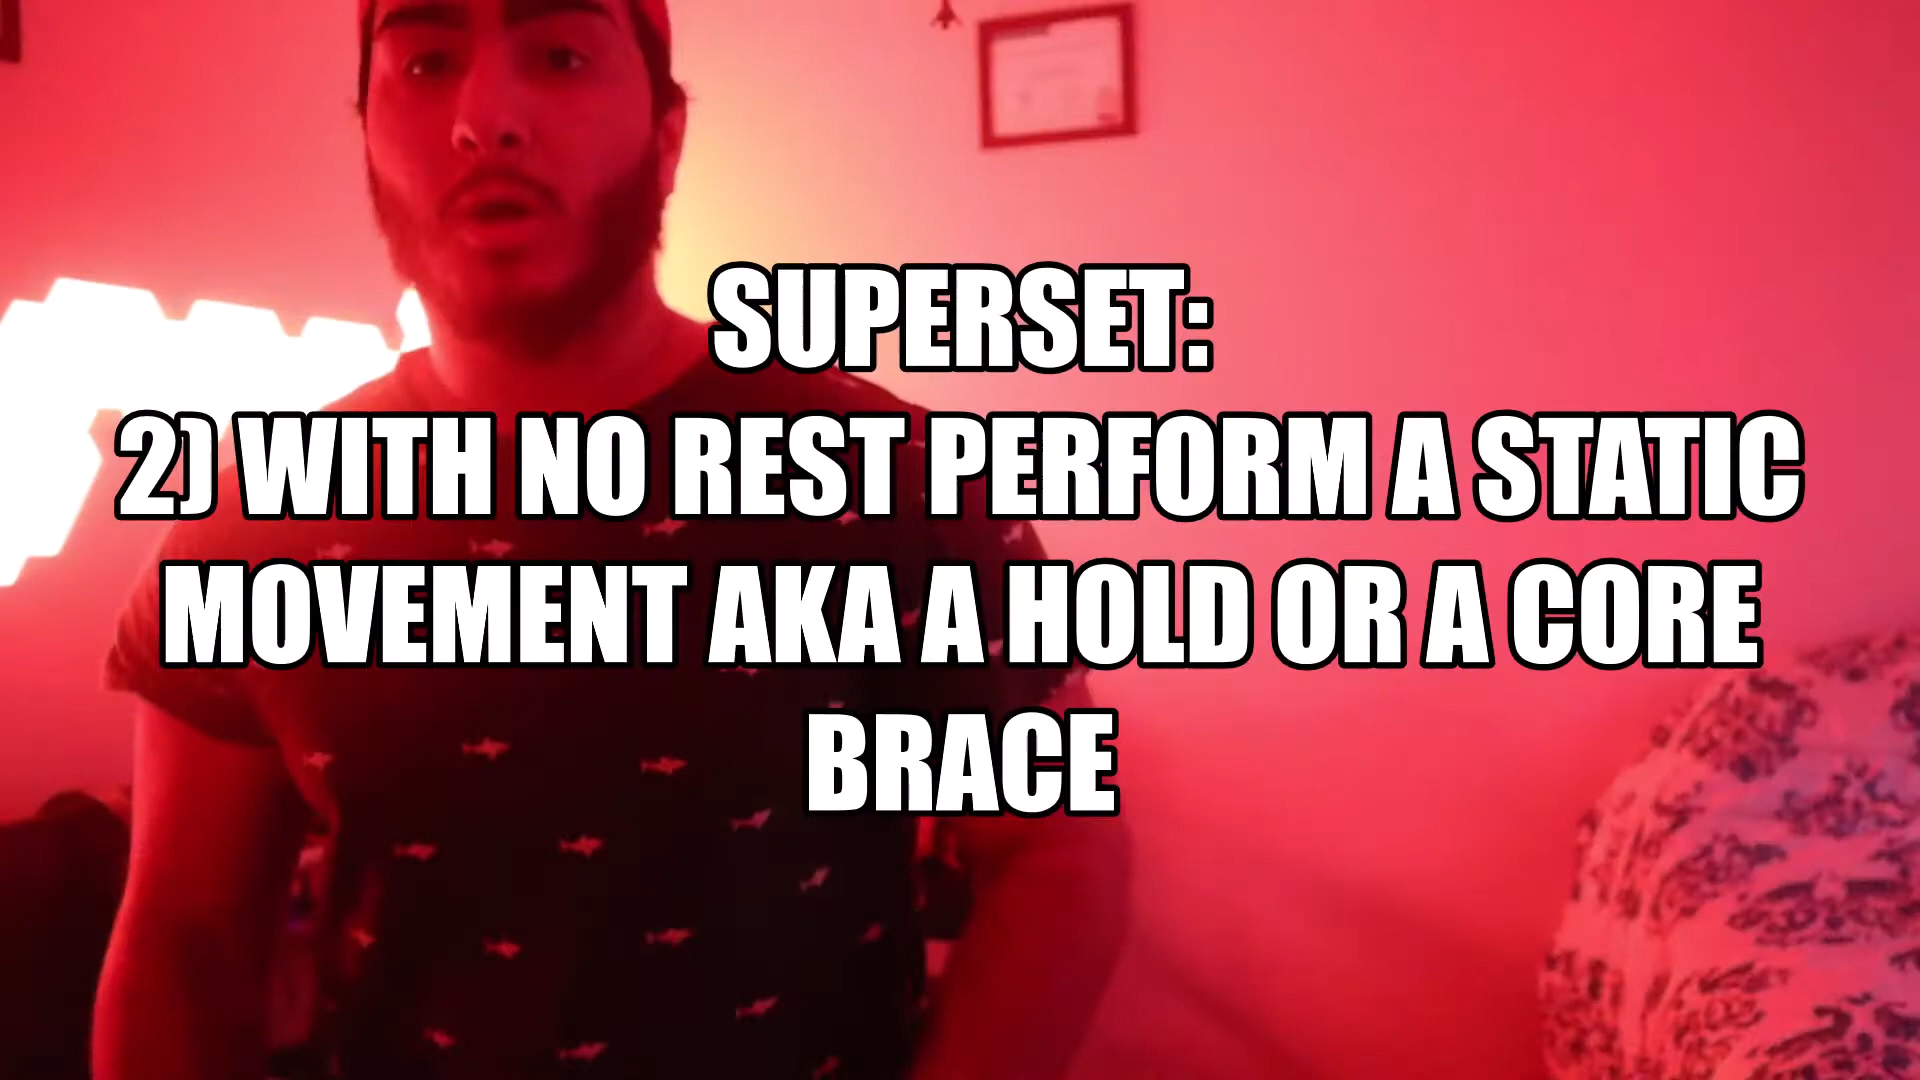 SUPERSET:
2) WITH NO REST PERFORM A STATIC
MOVEMENT AKA A HOLD OR A CORE
BRACE